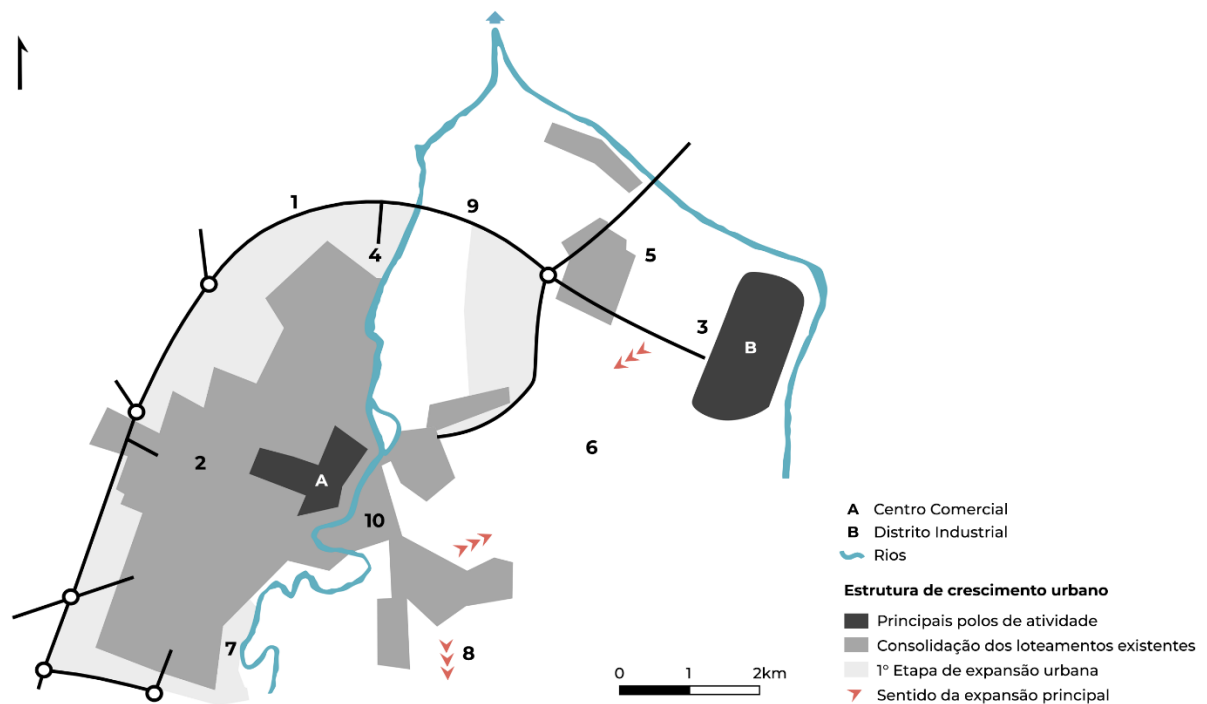 1
9
4
5
3
B
6
2
A
10
7
8
0 1 2km
A Centro Comercial
B Distrito Industrial
Rios
Estrutura de crescimento urbano
Principais polos de atividade
Consolidação dos loteamentos existentes
1º Etapa de expansão urbana
Sentido da expansão principal